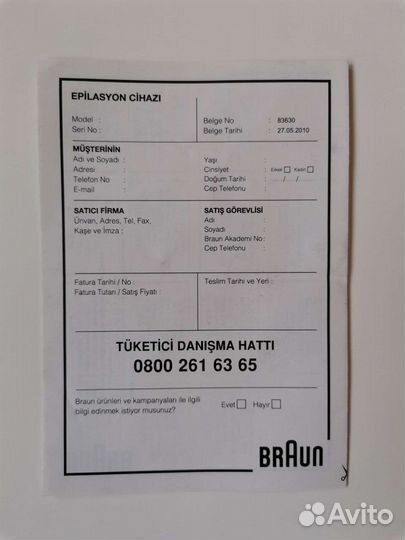 EPİLASYON CİHAZI
Model :
Seri No :
Belge No : 83630
Belge Tarihi : 27.05.2010
MÜŞTERİNİN
Adı ve Soyadı :
Adresi :
Telefon No :
E-mail :
Yaşı :
Cinsiyet : Erkek Kadın
Doğum Tarihi : / /
Cep Telefonu :
SATICI FİRMA
Ünvan, Adres, Tel, Fax,
Kaşe ve İmza :
SATIŞ GÖREVLİSİ
Adı :
Soyadı :
Braun Akademi No :
Cep Telefonu :
Fatura Tarihi / No :
Fatura Tutarı / Satış Fiyatı :
Teslim Tarihi ve Yeri :
TÜKETİCİ DANIŞMA HATTI
0800 261 63 65
Braun ürünleri ve kampanyaları ile ilgili
bilgi edinmek istiyor musunuz?
Evet Hayır
BRAUN
Avito